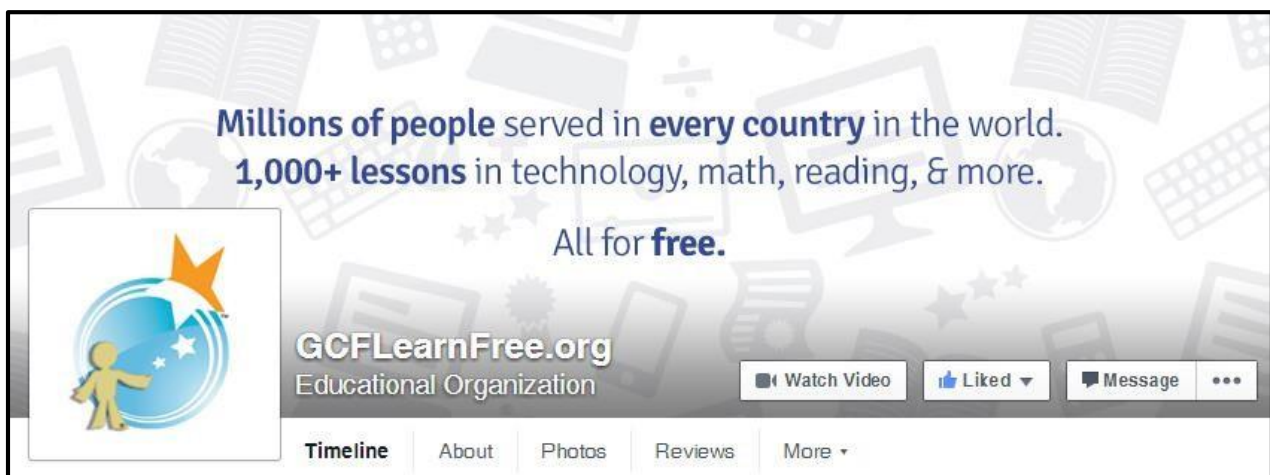 Millions of people served in every country in the world.
1,000+ lessons in technology, math, reading, & more.
All for free.
GCFLearnFree.org
Educational Organization
Watch Video
Liked
Message
Timeline
About
Photos
Reviews
More